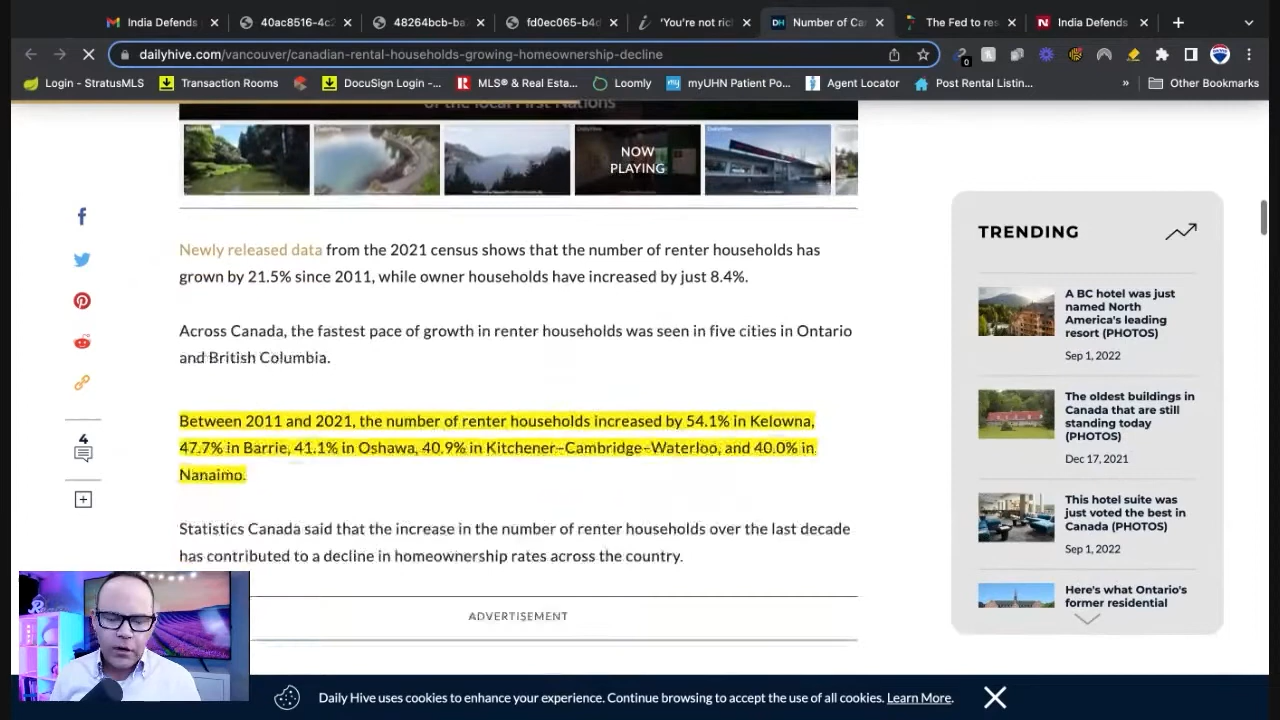 India Defends
40ac8516-4c2
48264bcb-ba
fd0ec065-b4d
'You're not ric
Number of Ca
The Fed to res
India Defends
dailyhive.com/vancouver/canadian-rental-households-growing-homeownership-decline
0
Login - StratusMLS
Transaction Rooms
DocuSign Login -...
MLS® & Real Esta...
Loomly
myUHN Patient Po...
Agent Locator
Post Rental Listin...
»
Other Bookmarks
of the local First Nations
NOW
PLAYING
Newly released data from the 2021 census shows that the number of renter households has
grown by 21.5% since 2011, while owner households have increased by just 8.4%.
Across Canada, the fastest pace of growth in renter households was seen in five cities in Ontario
and British Columbia.
Between 2011 and 2021, the number of renter households increased by 54.1% in Kelowna,
47.7% in Barrie, 41.1% in Oshawa, 40.9% in Kitchener–Cambridge–Waterloo, and 40.0% in
Nanaimo.
Statistics Canada said that the increase in the number of renter households over the last decade
has contributed to a decline in homeownership rates across the country.
4
ADVERTISEMENT
TRENDING
A BC hotel was just
named North
America's leading
resort (PHOTOS)
Sep 1, 2022
The oldest buildings in
Canada that are still
standing today
(PHOTOS)
Dec 17, 2021
This hotel suite was
just voted the best in
Canada (PHOTOS)
Sep 1, 2022
Here's what Ontario's
former residential
Daily Hive uses cookies to enhance your experience. Continue browsing to accept the use of all cookies. Learn More.